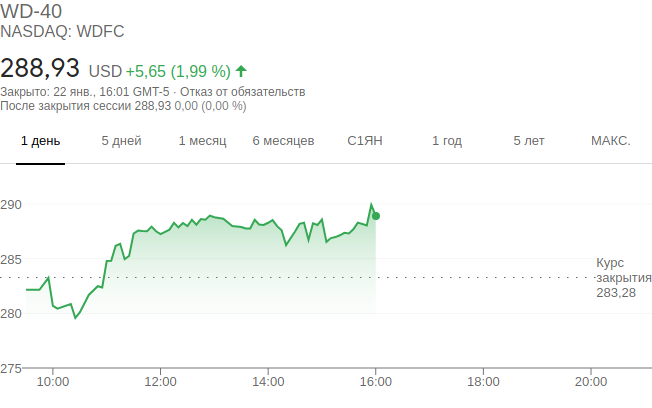 WD-40
NASDAQ: WDFC
288,93 USD +5,65 (1,99 %)
Закрыто: 22 янв., 16:01 GMT-5 · Отказ от обязательств
После закрытия сессии 288,93 0,00 (0,00 %)
1 день 5 дней 1 месяц 6 месяцев С1ЯН 1 год 5 лет МАКС.
290
285
Курс
закрытия
283,28
280
275
10:00 12:00 14:00 16:00 18:00 20:00